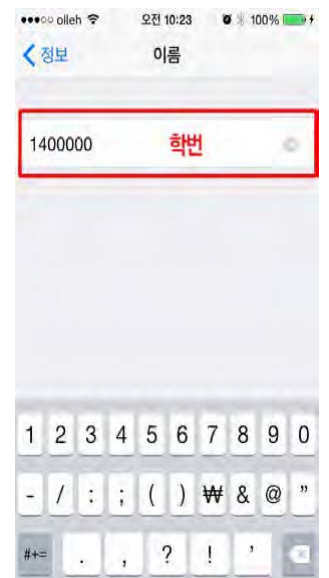 olleh 오전 10:23 100%
정보 이름
1400000 학번
1 2 3 4 5 6 7 8 9 0
- / : ; ( ) ₩ & @ "
#+= . , ? ! '